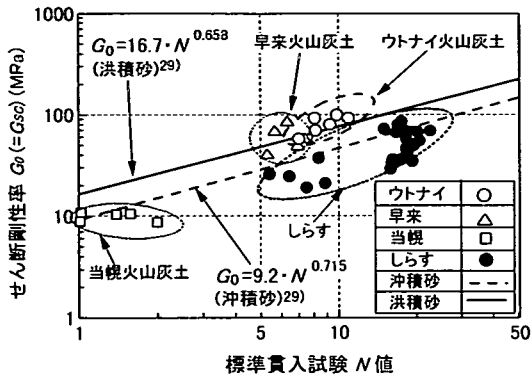 1000
100
10
1
せん断剛性率 G0 (=Gsc) (MPa)
G0=16.7・N^0.658
(洪積砂)29)
早来火山灰土
ウトナイ火山灰土
当幌火山灰土
G0=9.2・N^0.715
(沖積砂)29)
しらす
ウトナイ ○
早来 △
当幌 □
しらす ●
沖積砂
洪積砂
1 5 10 50
標準貫入試験 N 値